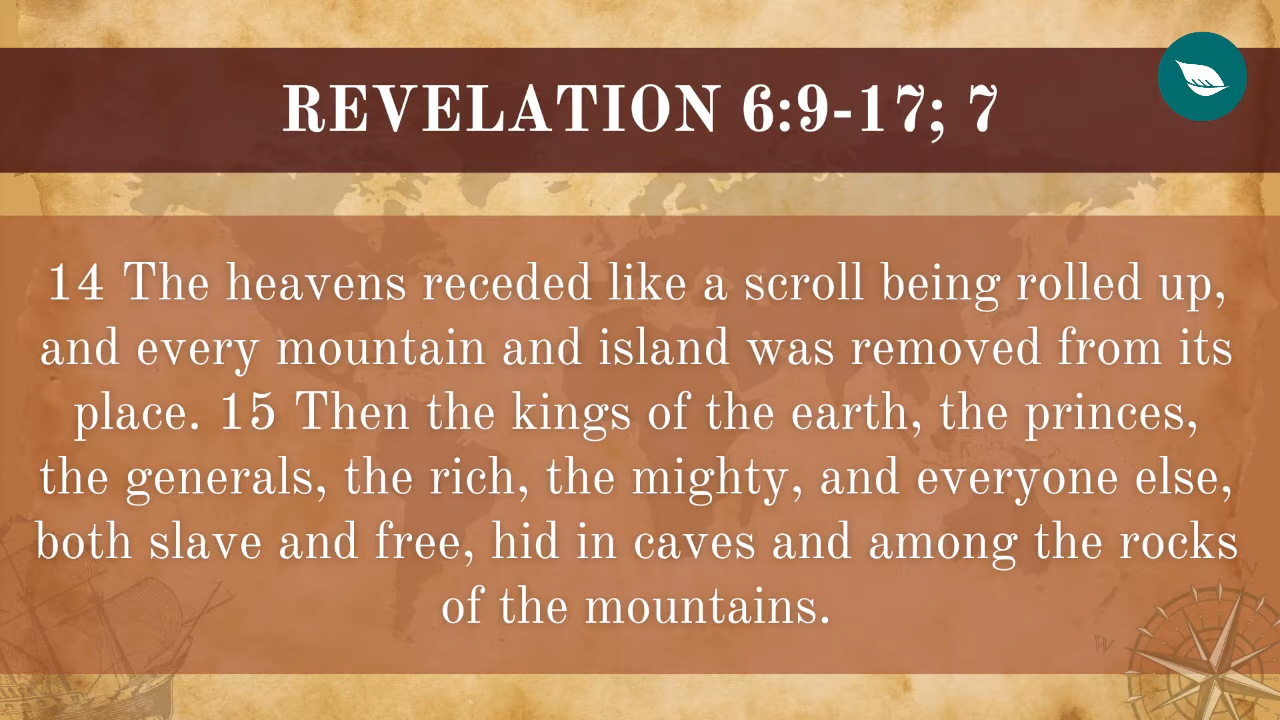 REVELATION 6:9-17; 7
14 The heavens receded like a scroll being rolled up,
and every mountain and island was removed from its
place. 15 Then the kings of the earth, the princes,
the generals, the rich, the mighty, and everyone else,
both slave and free, hid in caves and among the rocks
of the mountains.